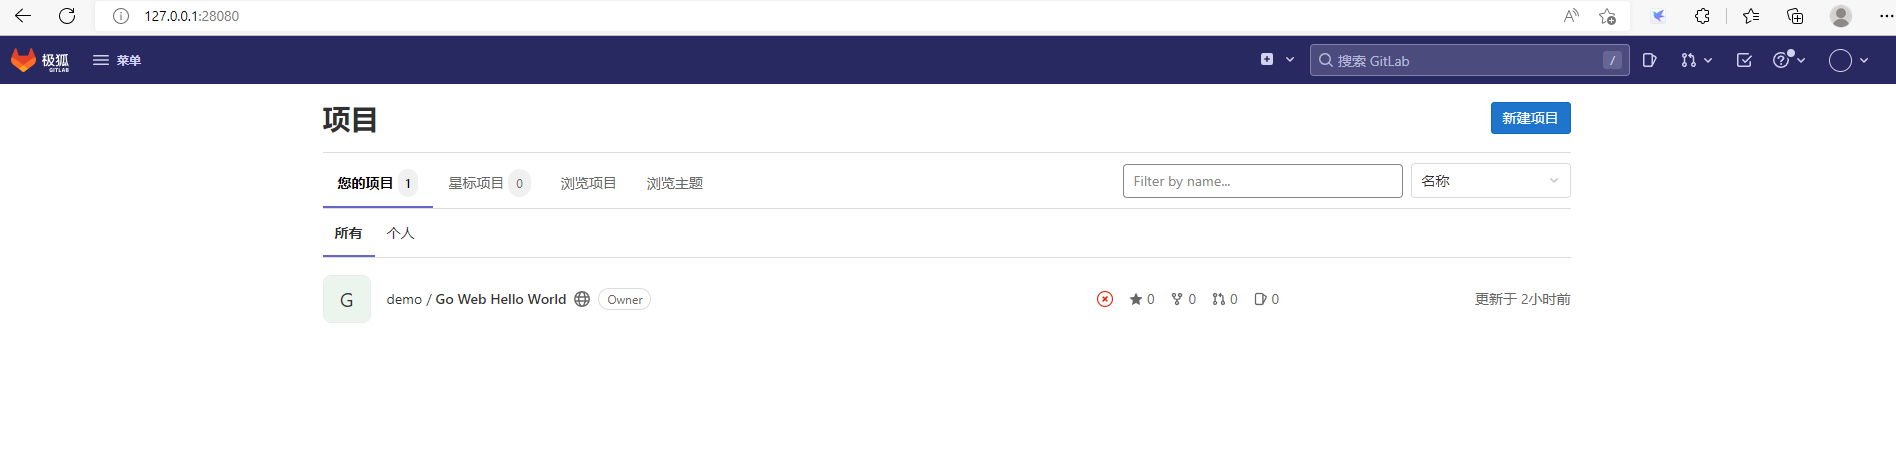 127.0.0.1:28080
极狐 GITLAB 菜单 搜索 GitLab /
项目 新建项目
您的项目 1 星标项目 0 浏览项目 浏览主题 Filter by name... 名称
所有 个人
G demo / Go Web Hello World Owner 0 0 0 0 更新于 2小时前